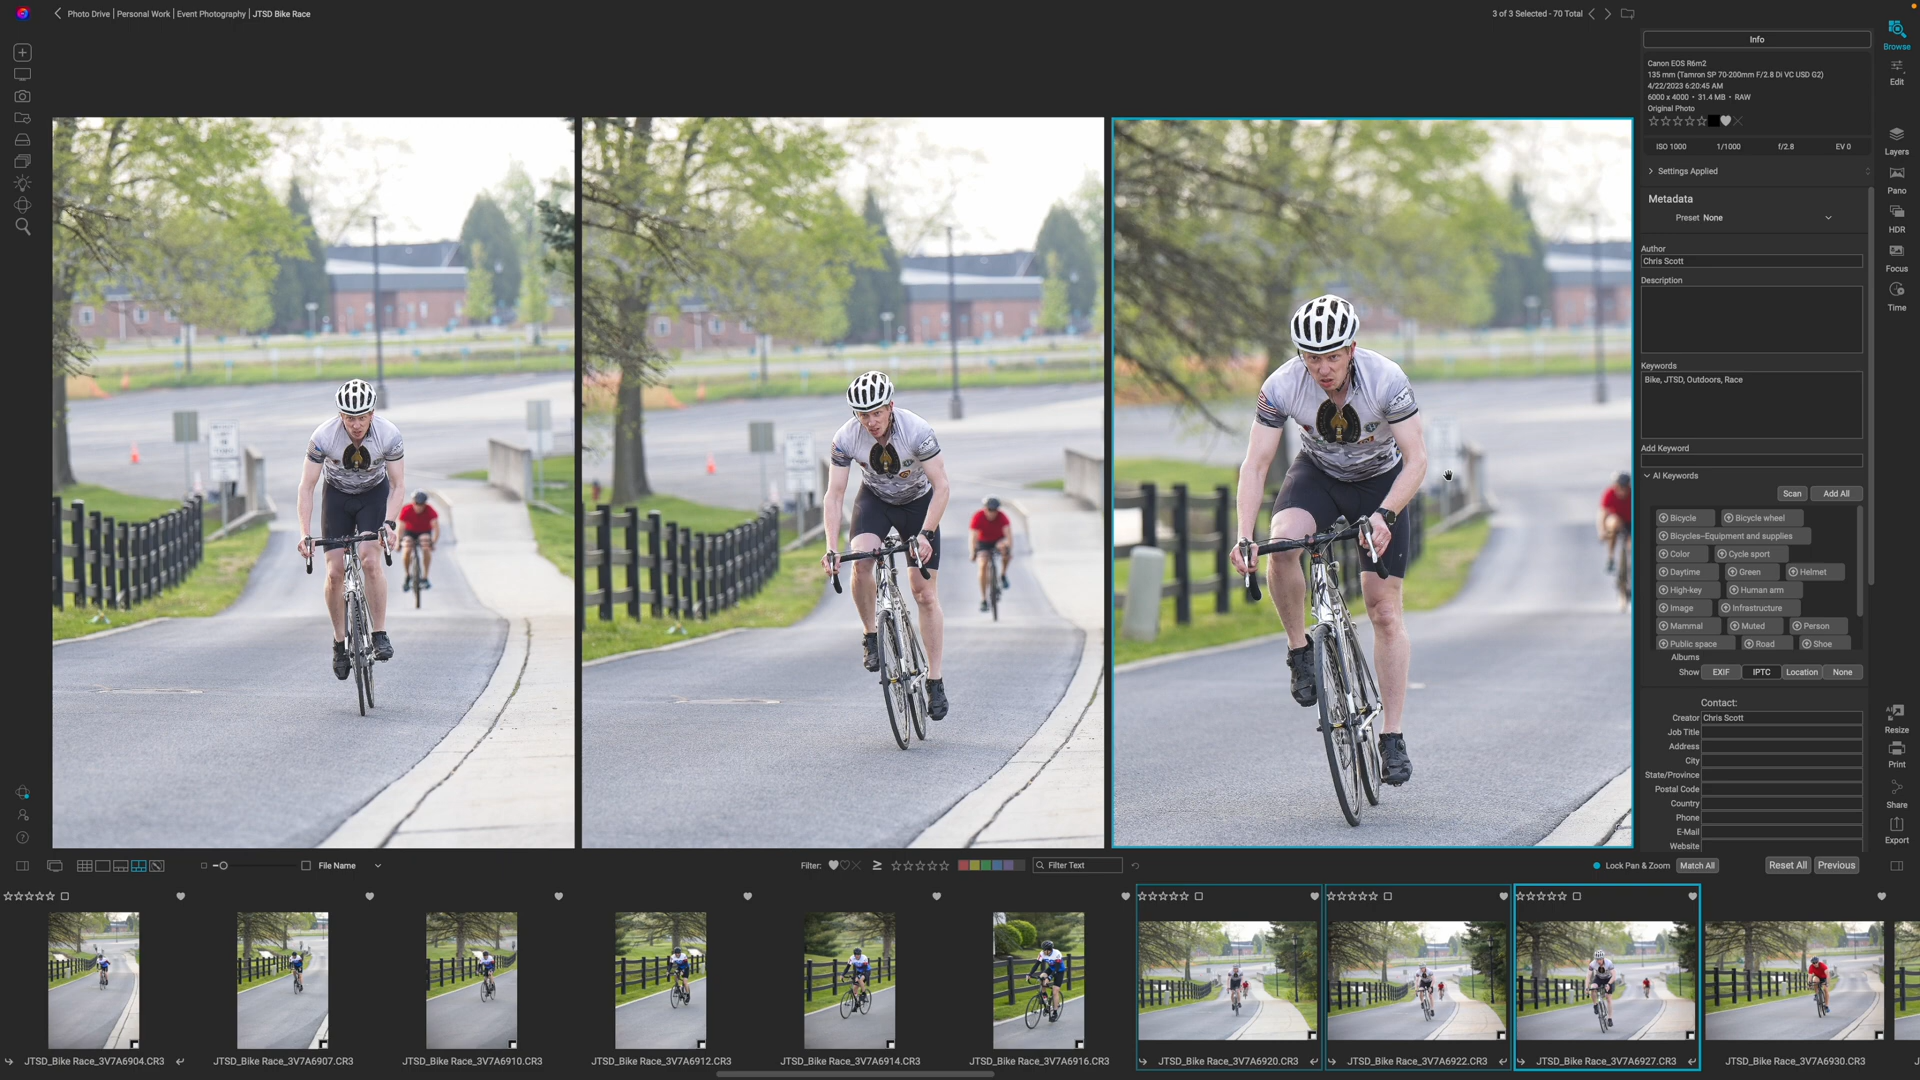 Photo Drive | Personal Work | Event Photography | JTSD Bike Race
3 of 3 Selected - 70 Total
Info
Canon EOS R6m2
135 mm (Tamron SP 70-200mm F/2.8 Di VC USD G2)
4/22/2023 6:20:45 AM
6000 x 4000 • 31.4 MB • RAW
Original Photo
ISO 1000 1/1000 f/2.8 EV 0
Settings Applied
Metadata
Preset None
Author
Chris Scott
Description
Keywords
Bike, JTSD, Outdoors, Race
Add Keyword
AI Keywords
Scan Add All
Bicycle Bicycle wheel
Bicycles--Equipment and supplies
Color Cycle sport
Daytime Green Helmet
High-key Human arm
Image Infrastructure
Mammal Muted Person
Public space Road Shoe
Albums
Show EXIF IPTC Location None
Contact:
Creator Chris Scott
Job Title
Address
City
State/Province
Postal Code
Country
Phone
E-Mail
Website
Browse
Edit
Layers
Pano
HDR
Focus
Time
Resize
Print
Share
Export
File Name
Filter:
Filter Text
Lock Pan & Zoom Match All
Reset All Previous
JTSD_Bike Race_3V7A6904.CR3
JTSD_Bike Race_3V7A6907.CR3
JTSD_Bike Race_3V7A6910.CR3
JTSD_Bike Race_3V7A6912.CR3
JTSD_Bike Race_3V7A6914.CR3
JTSD_Bike Race_3V7A6916.CR3
JTSD_Bike Race_3V7A6920.CR3
JTSD_Bike Race_3V7A6922.CR3
JTSD_Bike Race_3V7A6927.CR3
JTSD_Bike Race_3V7A6930.CR3